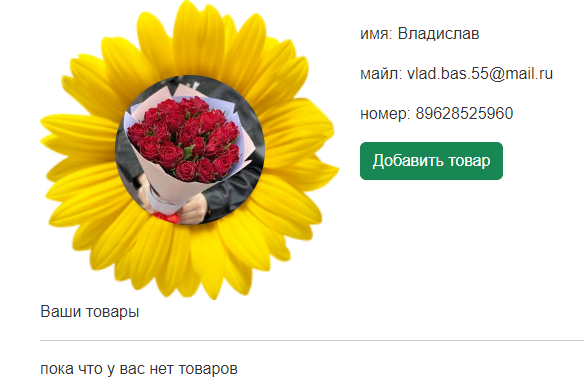 имя: Владислав
майл: vlad.bas.55@mail.ru
номер: 89628525960
Добавить товар
Ваши товары
пока что у вас нет товаров